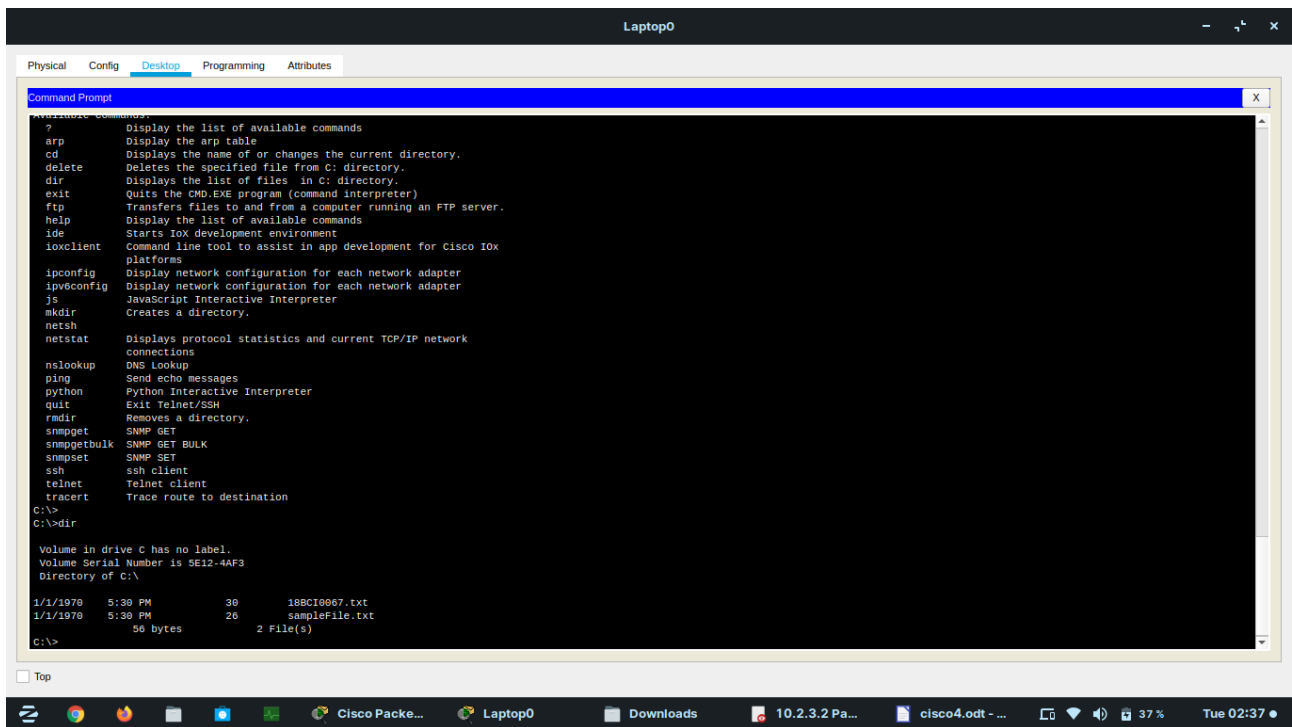 Laptop0
Physical Config Desktop Programming Attributes
Command Prompt X
Available Commands:
? Display the list of available commands
arp Display the arp table
cd Displays the name of or changes the current directory.
delete Deletes the specified file from C: directory.
dir Displays the list of files in C: directory.
exit Quits the CMD.EXE program (command interpreter)
ftp Transfers files to and from a computer running an FTP server.
help Display the list of available commands
ide Starts IoX development environment
ioxclient Command line tool to assist in app development for Cisco IOx
platforms
ipconfig Display network configuration for each network adapter
ipv6config Display network configuration for each network adapter
js JavaScript Interactive Interpreter
mkdir Creates a directory.
netsh
netstat Displays protocol statistics and current TCP/IP network
connections
nslookup DNS Lookup
ping Send echo messages
python Python Interactive Interpreter
quit Exit Telnet/SSH
rmdir Removes a directory.
snmpget SNMP GET
snmpgetbulk SNMP GET BULK
snmpset SNMP SET
ssh ssh client
telnet Telnet client
tracert Trace route to destination
C:\>
C:\>dir
Volume in drive C has no label.
Volume Serial Number is 5E12-4AF3
Directory of C:\
1/1/1970 5:30 PM 30 18BCI0067.txt
1/1/1970 5:30 PM 26 sampleFile.txt
56 bytes 2 File(s)
C:\>
Top
Cisco Packe... Laptop0 Downloads 10.2.3.2 Pa... cisco4.odt - ... 37 % Tue 02:37